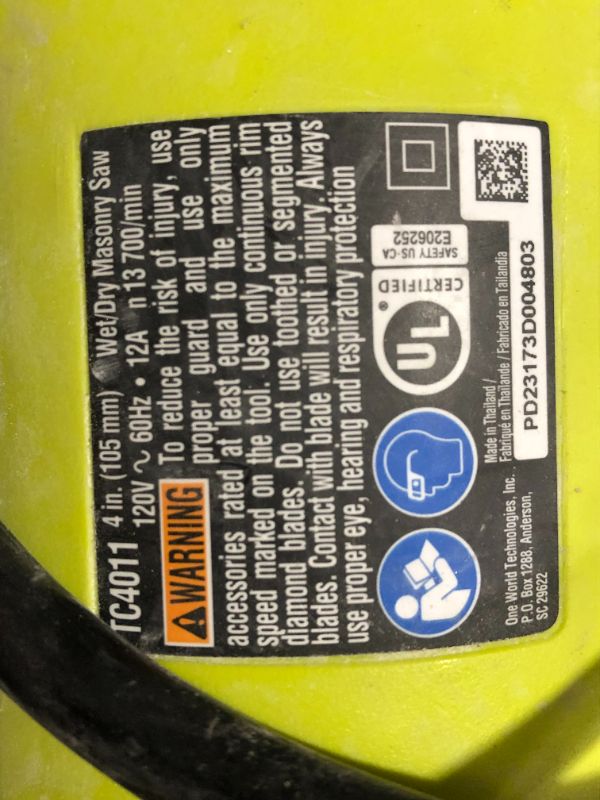 TC4011 4 in. (105 mm) Wet/Dry Masonry Saw
120V ~ 60Hz • 12A n 13 700/min
WARNING To reduce the risk of injury, use
proper guard and use only
accessories rated at least equal to the maximum
speed marked on the tool. Use only continuous rim
diamond blades. Do not use toothed or segmented
blades. Contact with blade will result in injury. Always
use proper eye, hearing and respiratory protection
UL ®
CERTIFIED
SAFETY US-CA
E206252
One World Technologies, Inc.
P.O. Box 1288, Anderson,
SC 29622
Made in Thailand /
Fabriqué en Thaïlande / Fabricado en Tailandia
PD23173D004803